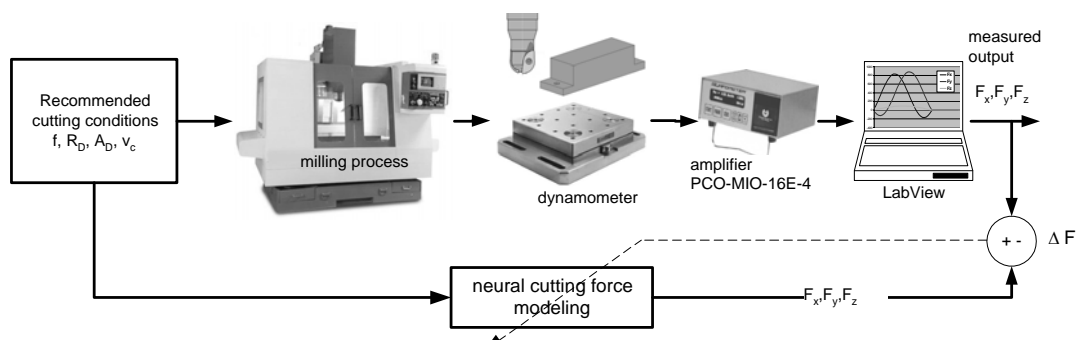 Recommended
cutting conditions
f, R_D, A_D, v_c
milling process
dynamometer
amplifier
PCO-MIO-16E-4
LabView
measured
output
F_x,F_y,F_z
+ -
Δ F
neural cutting force
modeling
F_x,F_y,F_z